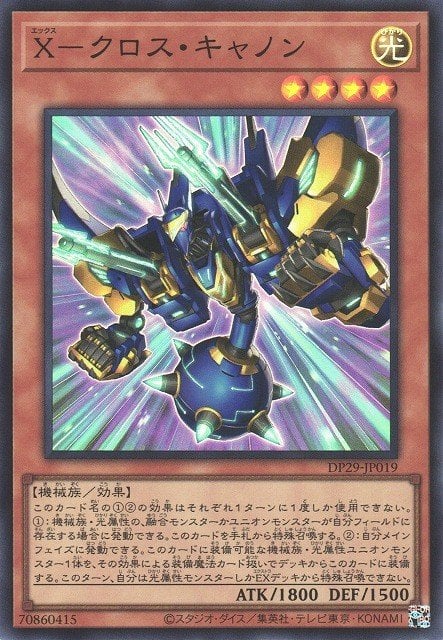 エックス
X－クロス・キャノン
ひかり
光
DP29-JP019
【機械族／効果】
このカード名の①②の効果はそれぞれ１ターンに１度しか使用できない。
①：機械族・光属性の、融合モンスターかユニオンモンスターが自分フィールドに
存在する場合に発動できる。このカードを手札から特殊召喚する。②：自分メイ
ンフェイズに発動できる。このカードに装備可能な機械族・光属性ユニオンモン
スター１体を、その効果による装備魔法カード扱いでデッキからこのカードに装備
する。このターン、自分は光属性モンスターしかEXデッキから特殊召喚できない。
ATK/1800 DEF/1500
70860415
©スタジオ・ダイス／集英社・テレビ東京・KONAMI